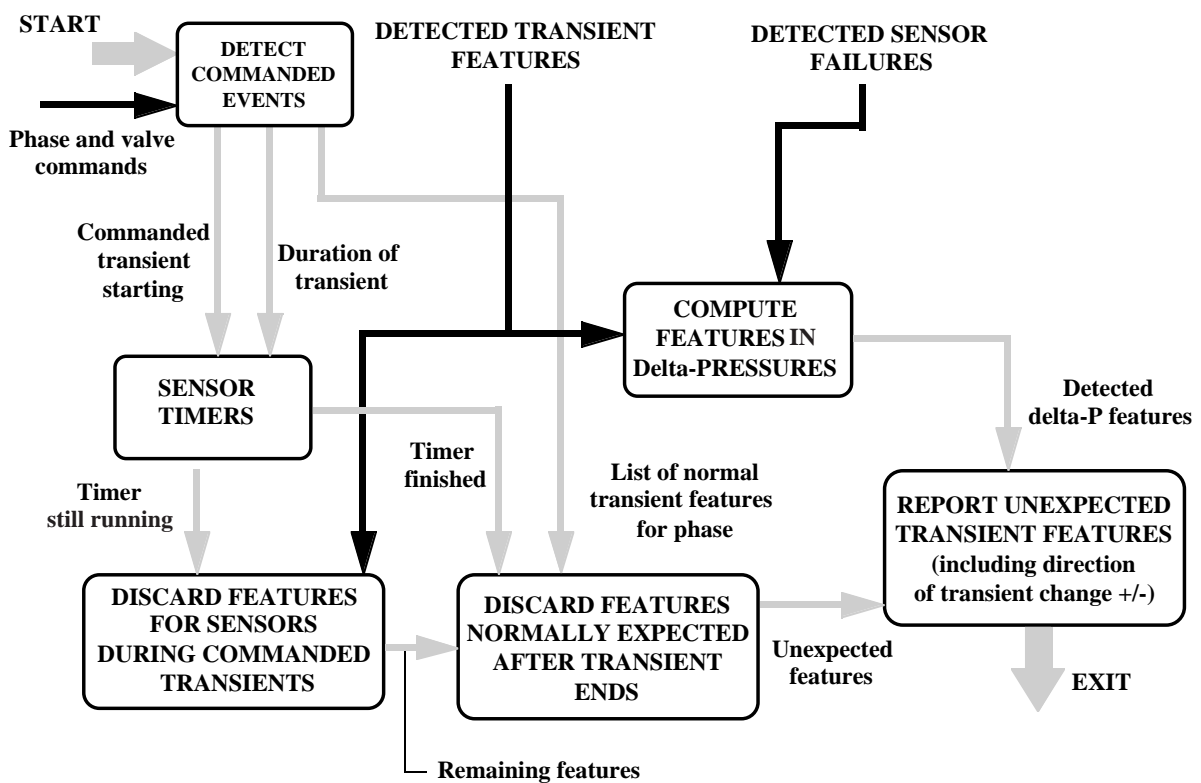 START
DETECT
COMMANDED
EVENTS
DETECTED TRANSIENT
FEATURES
DETECTED SENSOR
FAILURES
Phase and valve
commands
Commanded
transient
starting
Duration of
transient
COMPUTE
FEATURES IN
Delta-PRESSURES
SENSOR
TIMERS
Detected
delta-P features
Timer
finished
List of normal
transient features
for phase
Timer
still running
REPORT UNEXPECTED
TRANSIENT FEATURES
(including direction
of transient change +/-)
DISCARD FEATURES
FOR SENSORS
DURING COMMANDED
TRANSIENTS
DISCARD FEATURES
NORMALLY EXPECTED
AFTER TRANSIENT
ENDS
Unexpected
features
EXIT
Remaining features